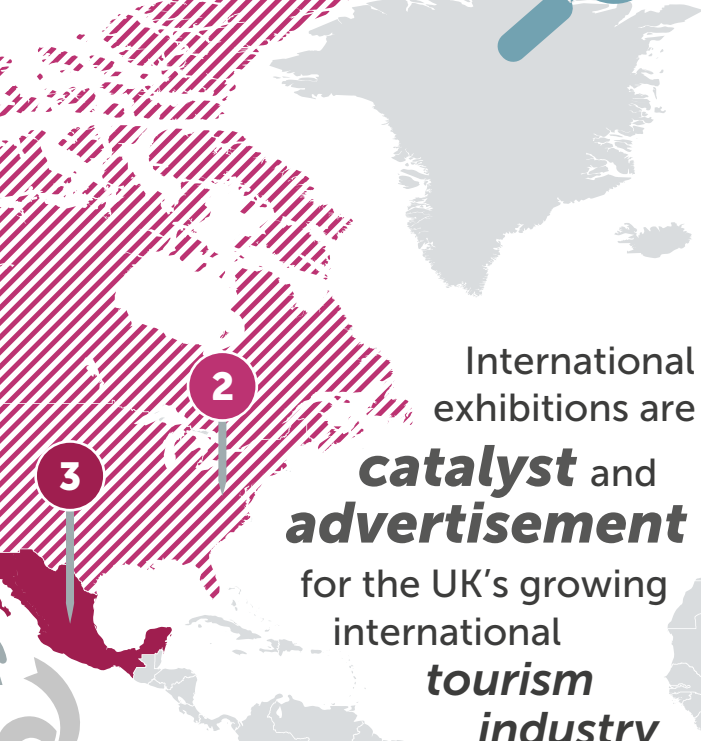 International
exhibitions are
2
catalyst and
3
advertisement
for the UK's growing
international
tourism
industry